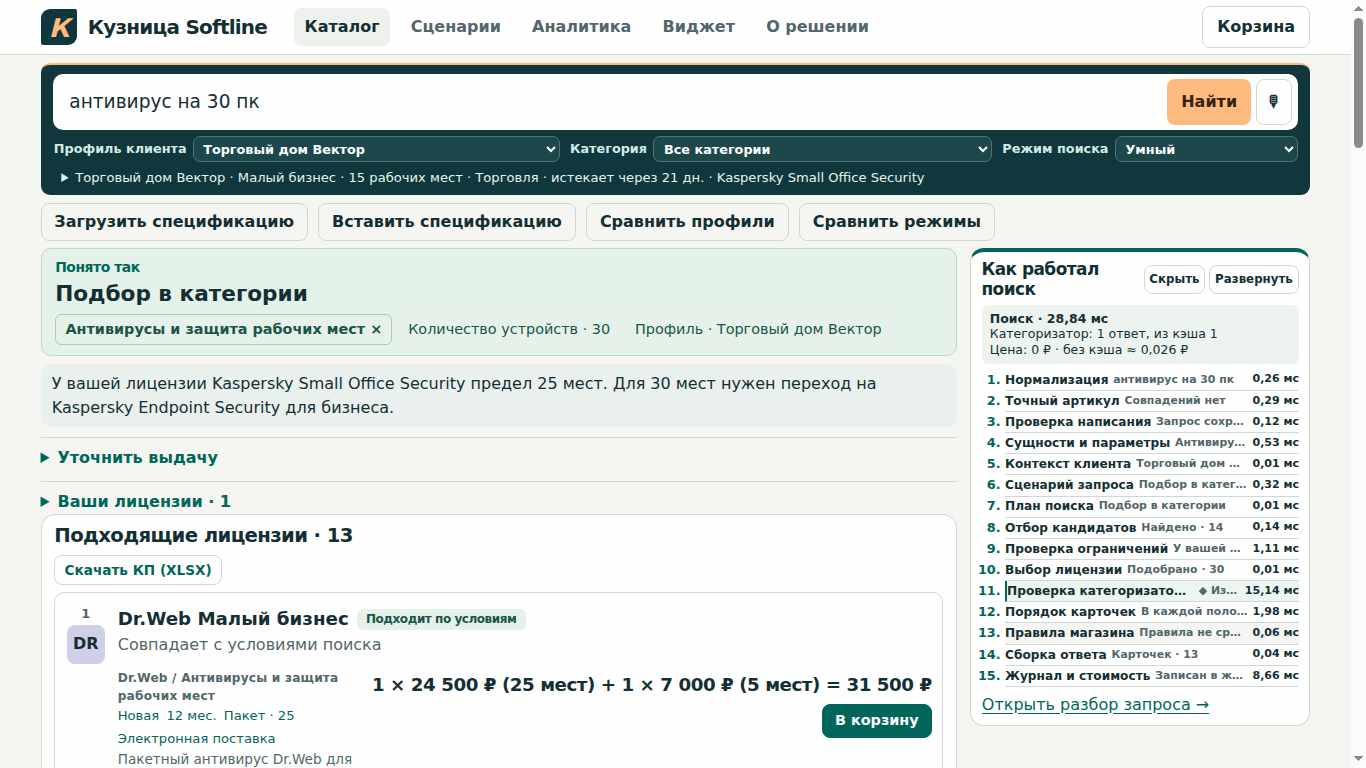 К Кузница Softline Каталог Сценарии Аналитика Виджет О решении Корзина
антивирус на 30 пк Найти
Профиль клиента Торговый дом Вектор Категория Все категории Режим поиска Умный
▶ Торговый дом Вектор · Малый бизнес · 15 рабочих мест · Торговля · истекает через 21 дн. · Kaspersky Small Office Security
Загрузить спецификацию Вставить спецификацию Сравнить профили Сравнить режимы
Понято так
Подбор в категории
Антивирусы и защита рабочих мест × Количество устройств · 30 Профиль · Торговый дом Вектор
У вашей лицензии Kaspersky Small Office Security предел 25 мест. Для 30 мест нужен переход на
Kaspersky Endpoint Security для бизнеса.
▶ Уточнить выдачу
▶ Ваши лицензии · 1
Подходящие лицензии · 13
Скачать КП (XLSX)
1
DR
Dr.Web Малый бизнес Подходит по условиям
Совпадает с условиями поиска
Dr.Web / Антивирусы и защита
рабочих мест
Новая 12 мес. Пакет · 25
Электронная поставка
Пакетный антивирус Dr.Web для
1 × 24 500 ₽ (25 мест) + 1 × 7 000 ₽ (5 мест) = 31 500 ₽
В корзину
Как работал
поиск
Скрыть Развернуть
Поиск · 28,84 мс
Категоризатор: 1 ответ, из кэша 1
Цена: 0 ₽ · без кэша ≈ 0,026 ₽
1. Нормализация антивирус на 30 пк 0,26 мс
2. Точный артикул Совпадений нет 0,29 мс
3. Проверка написания Запрос сохр… 0,12 мс
4. Сущности и параметры Антивиру… 0,53 мс
5. Контекст клиента Торговый дом … 0,01 мс
6. Сценарий запроса Подбор в катег… 0,32 мс
7. План поиска Подбор в категории 0,01 мс
8. Отбор кандидатов Найдено · 14 0,14 мс
9. Проверка ограничений У вашей … 1,11 мс
10. Выбор лицензии Подобрано · 30 0,01 мс
11. Проверка категоризато… ◆ Из… 15,14 мс
12. Порядок карточек В каждой поло… 1,98 мс
13. Правила магазина Правила не ср… 0,06 мс
14. Сборка ответа Карточек · 13 0,04 мс
15. Журнал и стоимость Записан в ж… 8,66 мс
Открыть разбор запроса →